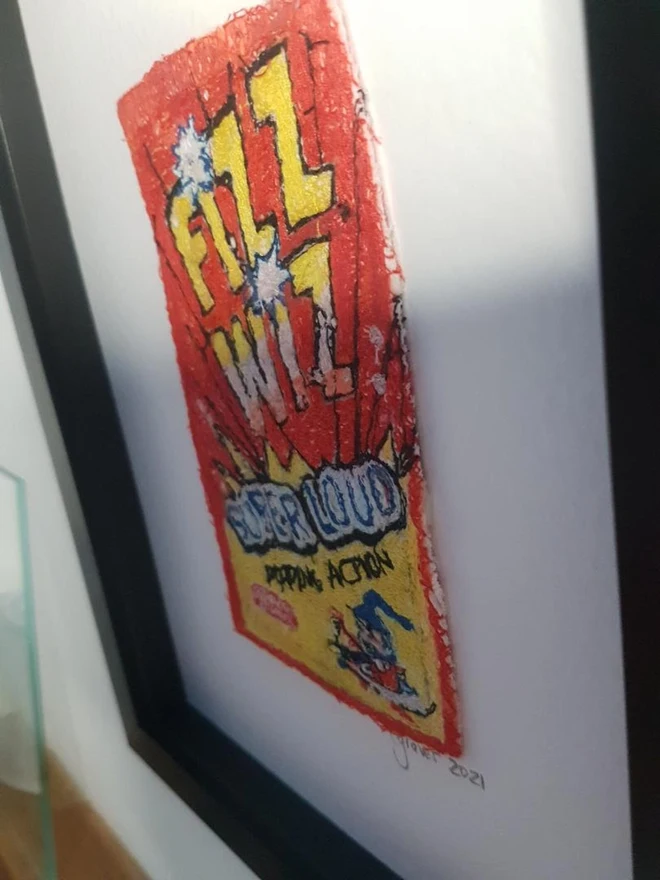 FIZZ
WIZ
SUPER LOUD
POPPING ACTION
2021